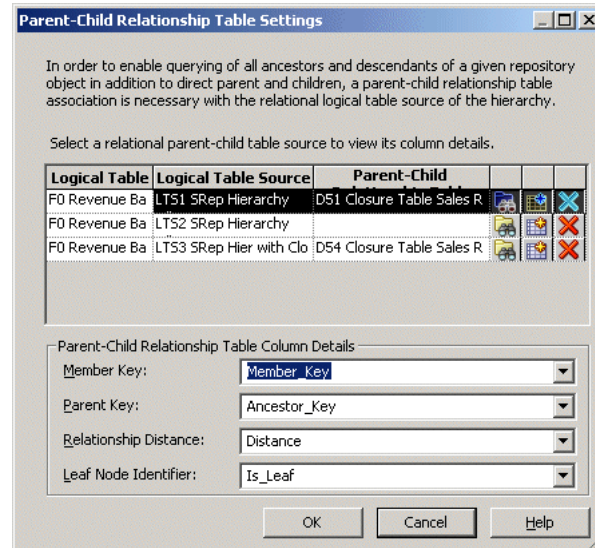 Parent-Child Relationship Table Settings
In order to enable querying of all ancestors and descendants of a given repository
object in addition to direct parent and children, a parent-child relationship table
association is necessary with the relational logical table source of the hierarchy.
Select a relational parent-child table source to view its column details.
Logical Table Logical Table Source Parent-Child
F0 Revenue Ba LTS1 SRep Hierarchy D51 Closure Table Sales R
F0 Revenue Ba LTS2 SRep Hierarchy
F0 Revenue Ba LTS3 SRep Hier with Clo D54 Closure Table Sales R
Parent-Child Relationship Table Column Details
Member Key: Member_Key
Parent Key: Ancestor_Key
Relationship Distance: Distance
Leaf Node Identifier: Is_Leaf
OK Cancel Help